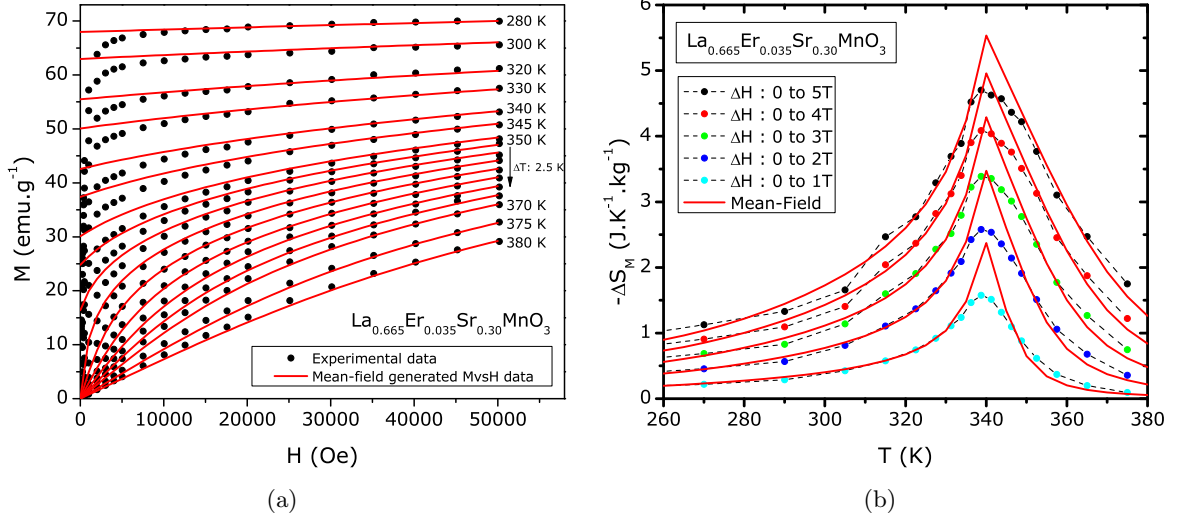 (a)
M (emu.g⁻¹)
70
60
50
40
30
20
10
0
280 K
300 K
320 K
330 K
340 K
345 K
350 K
ΔT: 2.5 K
370 K
375 K
380 K
La₀.₆₆₅Er₀.₀₃₅Sr₀.₃₀MnO₃
Experimental data
Mean-field generated MvsH data
0 10000 20000 30000 40000 50000
H (Oe)
(a)
(b)
-ΔS_M (J.K⁻¹.kg⁻¹)
6
5
4
3
2
1
0
La₀.₆₆₅Er₀.₀₃₅Sr₀.₃₀MnO₃
ΔH : 0 to 5T
ΔH : 0 to 4T
ΔH : 0 to 3T
ΔH : 0 to 2T
ΔH : 0 to 1T
Mean-Field
260 280 300 320 340 360 380
T (K)
(b)